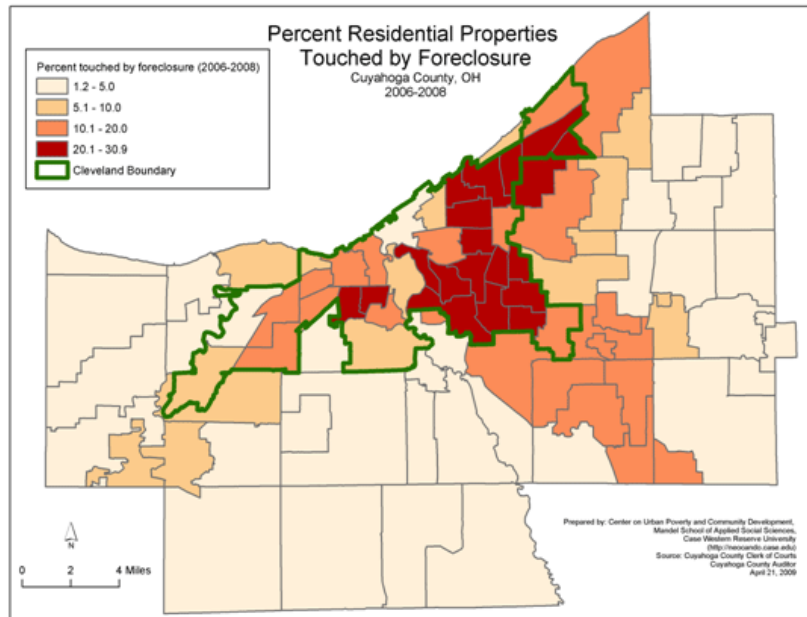 Percent Residential Properties
Touched by Foreclosure
Cuyahoga County, OH
2006-2008
Percent touched by foreclosure (2006-2008)
1.2 - 5.0
5.1 - 10.0
10.1 - 20.0
20.1 - 30.9
Cleveland Boundary
N
0 2 4 Miles
Prepared by: Center on Urban Poverty and Community Development,
Mandel School of Applied Social Sciences,
Case Western Reserve University
(http://neocando.case.edu)
Source: Cuyahoga County Clerk of Courts
Cuyahoga County Auditor
April 21, 2009